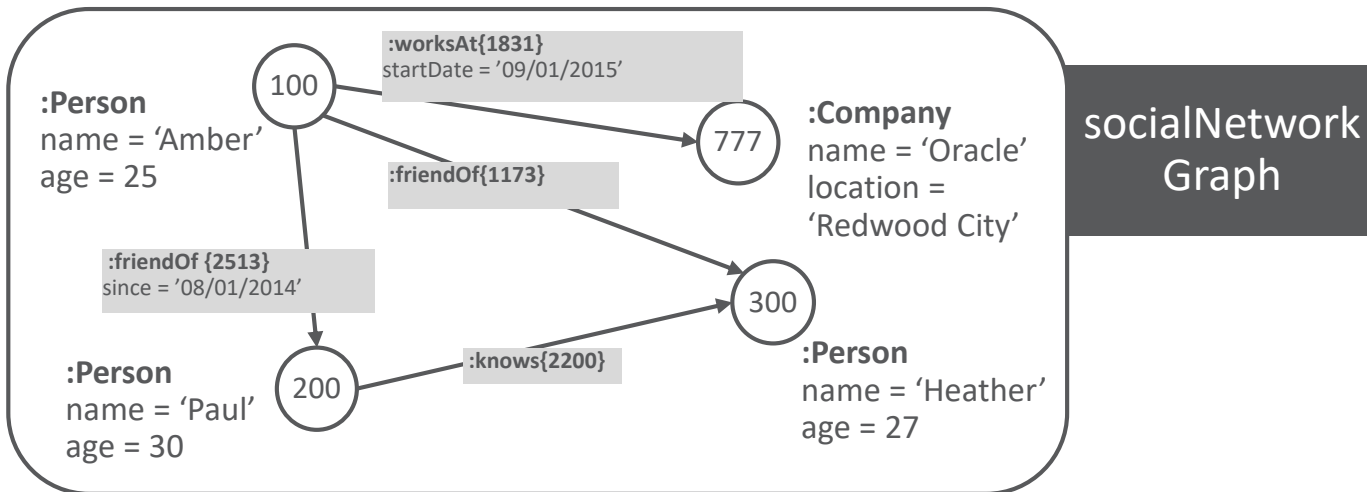 :worksAt{1831}
startDate = ’09/01/2015’
100
:Person
name = ‘Amber’
age = 25
777
:Company
name = ‘Oracle’
location =
‘Redwood City’
socialNetwork
Graph
:friendOf{1173}
:friendOf {2513}
since = ’08/01/2014’
300
:knows{2200}
:Person
name = ‘Paul’
age = 30
200
:Person
name = ‘Heather’
age = 27